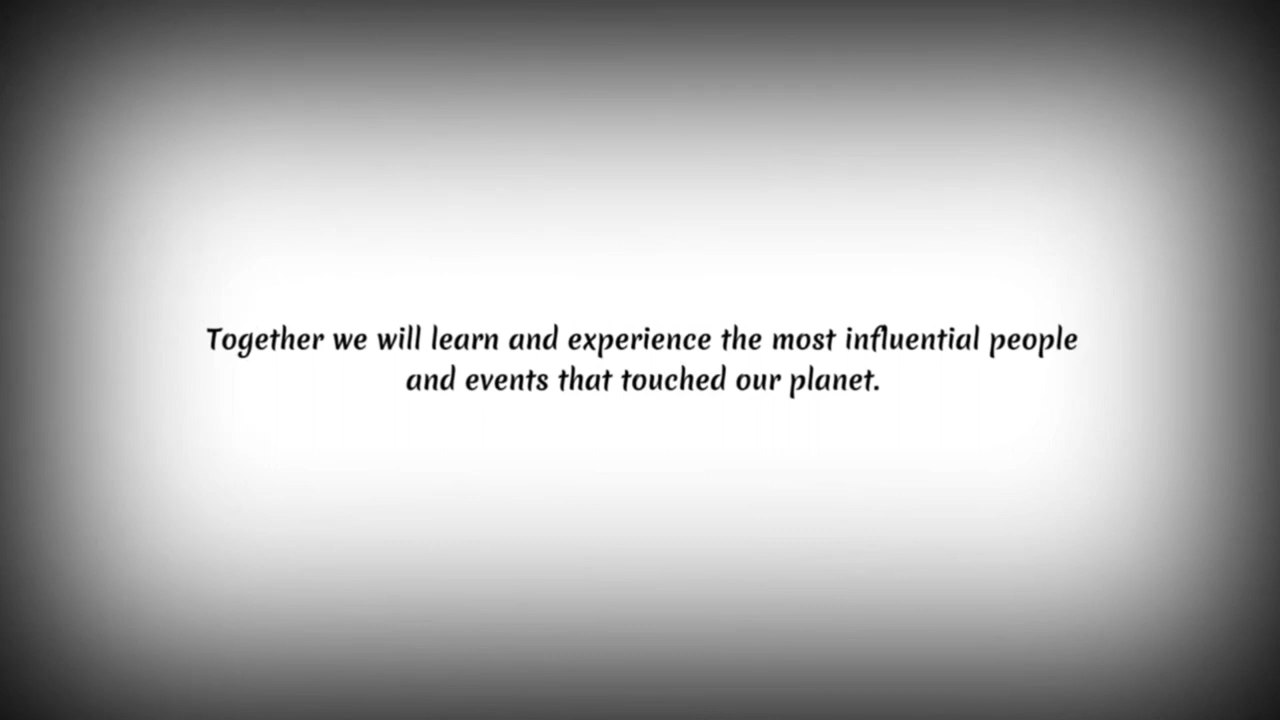 Together we will learn and experience the most influential people
and events that touched our planet.